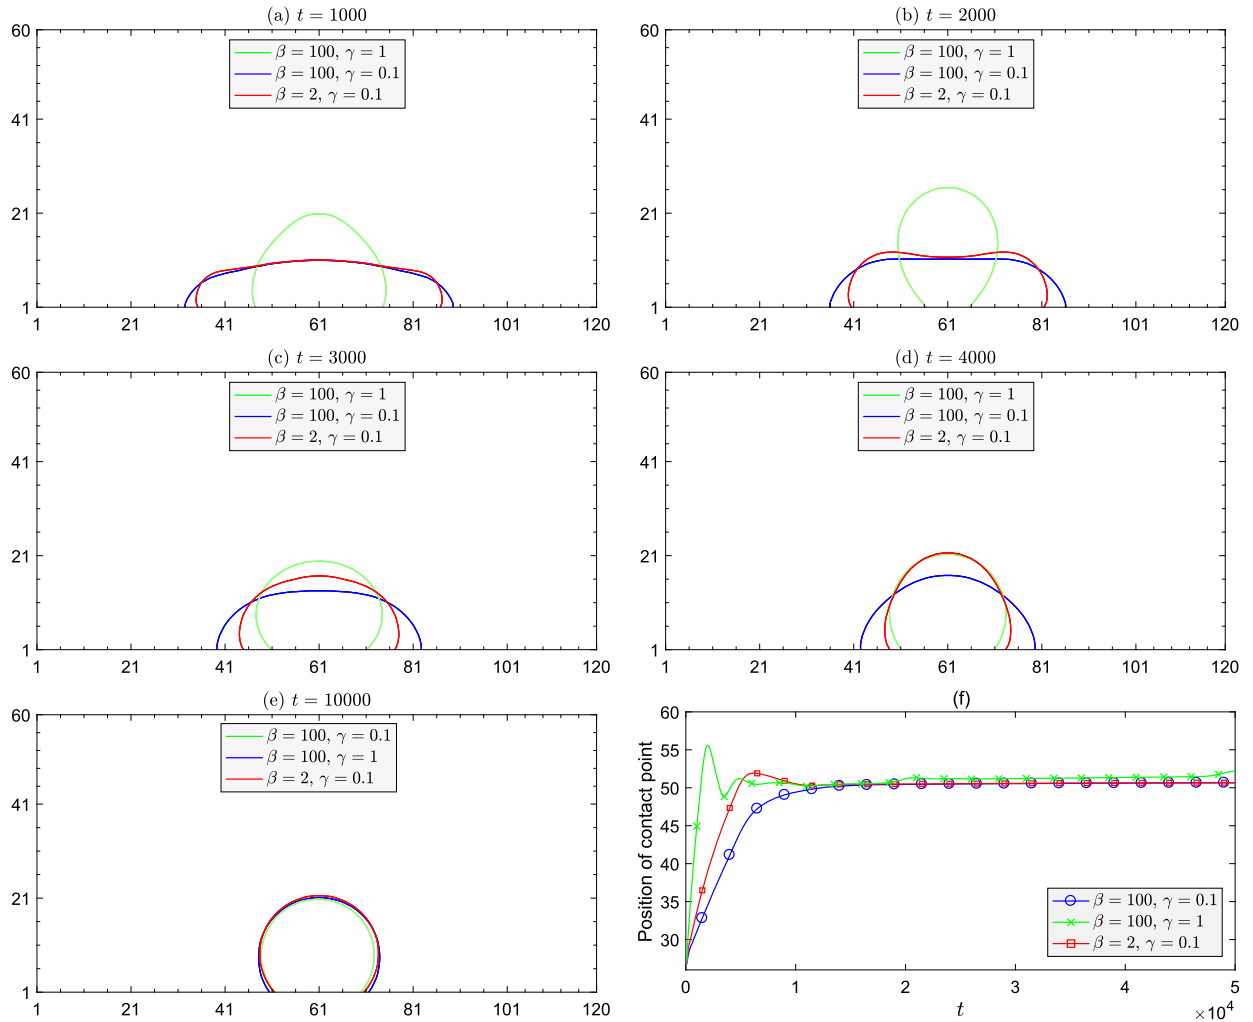 (a) t = 1000
60
41
21
1
β = 100, γ = 1
β = 100, γ = 0.1
β = 2, γ = 0.1
1 21 41 61 81 101 120
(b) t = 2000
60
41
21
1
β = 100, γ = 1
β = 100, γ = 0.1
β = 2, γ = 0.1
1 21 41 61 81 101 120
(c) t = 3000
60
41
21
1
β = 100, γ = 1
β = 100, γ = 0.1
β = 2, γ = 0.1
1 21 41 61 81 101 120
(d) t = 4000
60
41
21
1
β = 100, γ = 1
β = 100, γ = 0.1
β = 2, γ = 0.1
1 21 41 61 81 101 120
(e) t = 10000
60
41
21
1
β = 100, γ = 0.1
β = 100, γ = 1
β = 2, γ = 0.1
1 21 41 61 81 101 120
(f)
Position of contact point
60
55
50
45
40
35
30
β = 100, γ = 0.1
β = 100, γ = 1
β = 2, γ = 0.1
0 1 2 3 4 5
t
×10⁴